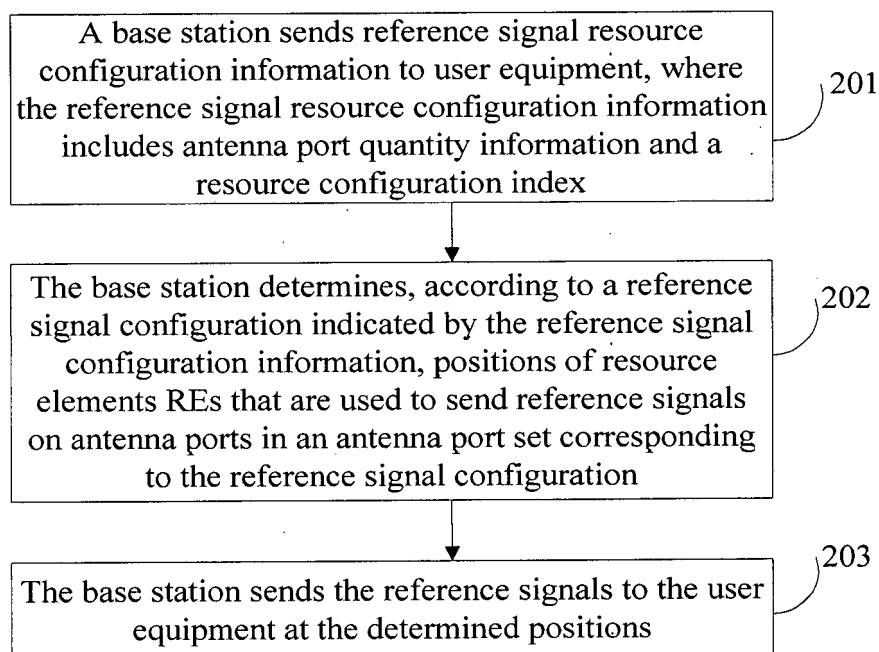 A base station sends reference signal resource
configuration information to user equipment, where
the reference signal resource configuration information
includes antenna port quantity information and a
resource configuration index
201
The base station determines, according to a reference
signal configuration indicated by the reference signal
configuration information, positions of resource
elements REs that are used to send reference signals
on antenna ports in an antenna port set corresponding
to the reference signal configuration
202
The base station sends the reference signals to the user
equipment at the determined positions
203